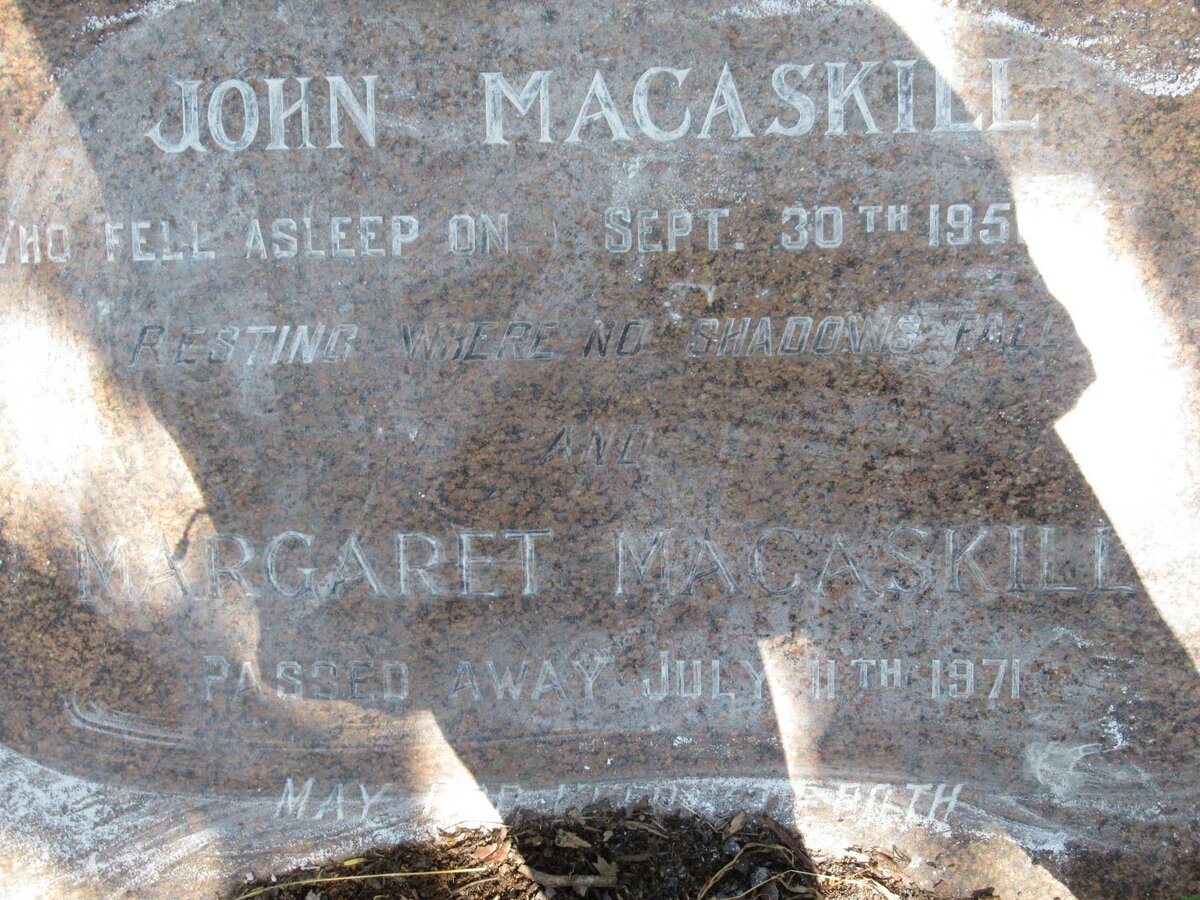 JOHN MACASKILL
WHO FELL ASLEEP ON SEPT. 30TH
RESTING WHERE NO SHADOWS FALL
AND
MARGARET MACASKILL
PASSED AWAY JULY 11TH 1971
MAY